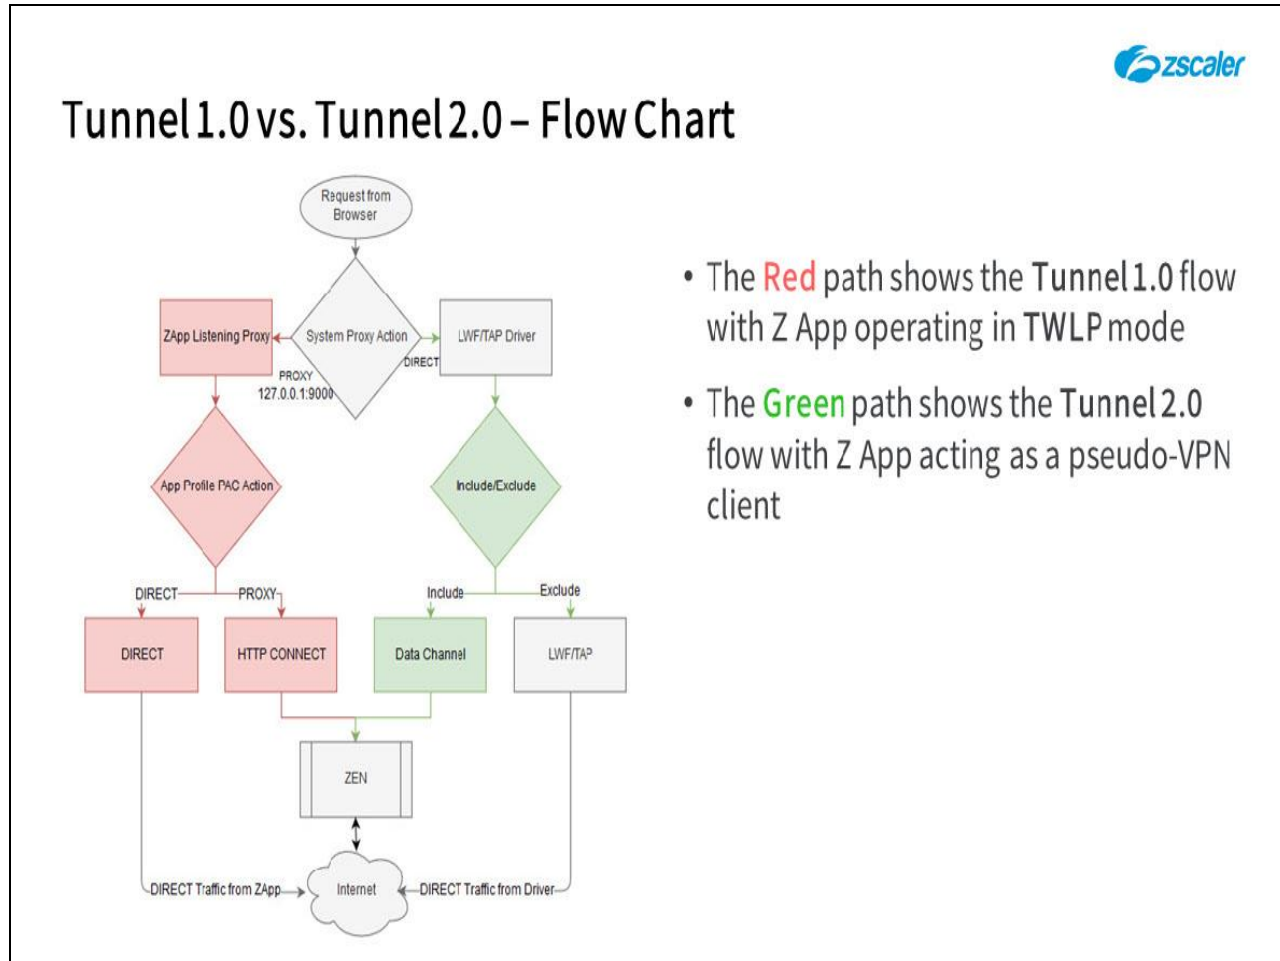 zscaler
Tunnel 1.0 vs. Tunnel 2.0 – Flow Chart
Request from
Browser
ZApp Listening Proxy
System Proxy Action
LWF/TAP Driver
PROXY
127.0.0.1:9000
DIRECT
App Profile PAC Action
Include/Exclude
DIRECT
PROXY
Include
Exclude
DIRECT
HTTP CONNECT
Data Channel
LWF/TAP
ZEN
DIRECT Traffic from ZApp
Internet
DIRECT Traffic from Driver
• The Red path shows the Tunnel 1.0 flow
with Z App operating in TWLP mode
• The Green path shows the Tunnel 2.0
flow with Z App acting as a pseudo-VPN
client